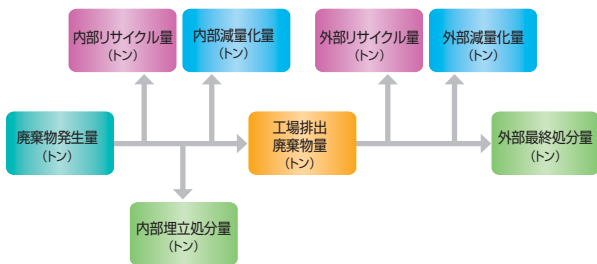 内部リサイクル量
(トン)
内部減量化量
(トン)
外部リサイクル量
(トン)
外部減量化量
(トン)
廃棄物発生量
(トン)
工場排出
廃棄物量
(トン)
外部最終処分量
(トン)
内部埋立処分量
(トン)